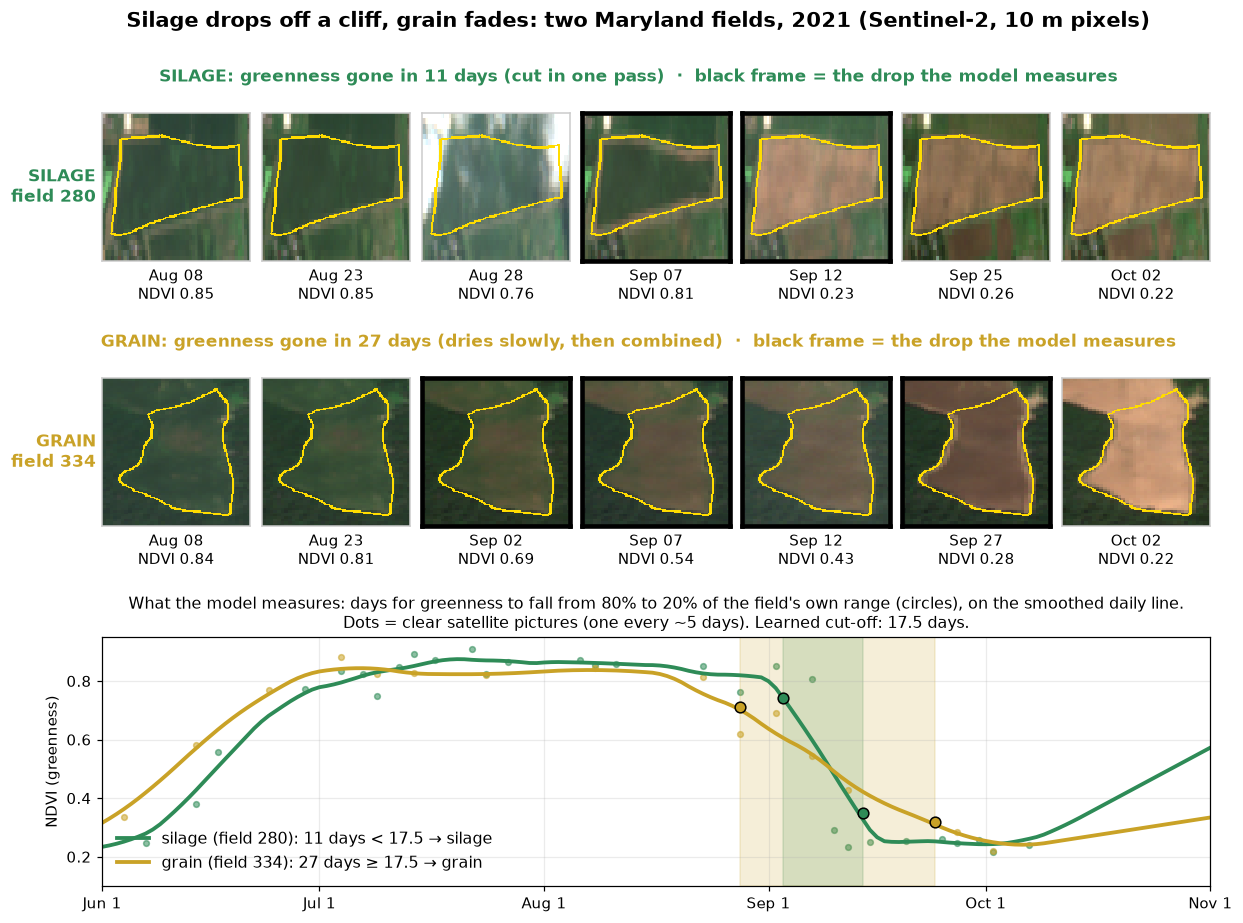 Silage drops off a cliff, grain fades: two Maryland fields, 2021 (Sentinel-2, 10 m pixels)
SILAGE: greenness gone in 11 days (cut in one pass)  ·  black frame = the drop the model measures
SILAGE
field 280
Aug 08
NDVI 0.85
Aug 23
NDVI 0.85
Aug 28
NDVI 0.76
Sep 07
NDVI 0.81
Sep 12
NDVI 0.23
Sep 25
NDVI 0.26
Oct 02
NDVI 0.22
GRAIN: greenness gone in 27 days (dries slowly, then combined)  ·  black frame = the drop the model measures
GRAIN
field 334
Aug 08
NDVI 0.84
Aug 23
NDVI 0.81
Sep 02
NDVI 0.69
Sep 07
NDVI 0.54
Sep 12
NDVI 0.43
Sep 27
NDVI 0.28
Oct 02
NDVI 0.22
What the model measures: days for greenness to fall from 80% to 20% of the field's own range (circles), on the smoothed daily line.
Dots = clear satellite pictures (one every ~5 days). Learned cut-off: 17.5 days.
NDVI (greenness)
0.8
0.6
0.4
0.2
silage (field 280): 11 days < 17.5 → silage
grain (field 334): 27 days ≥ 17.5 → grain
Jun 1
Jul 1
Aug 1
Sep 1
Oct 1
Nov 1